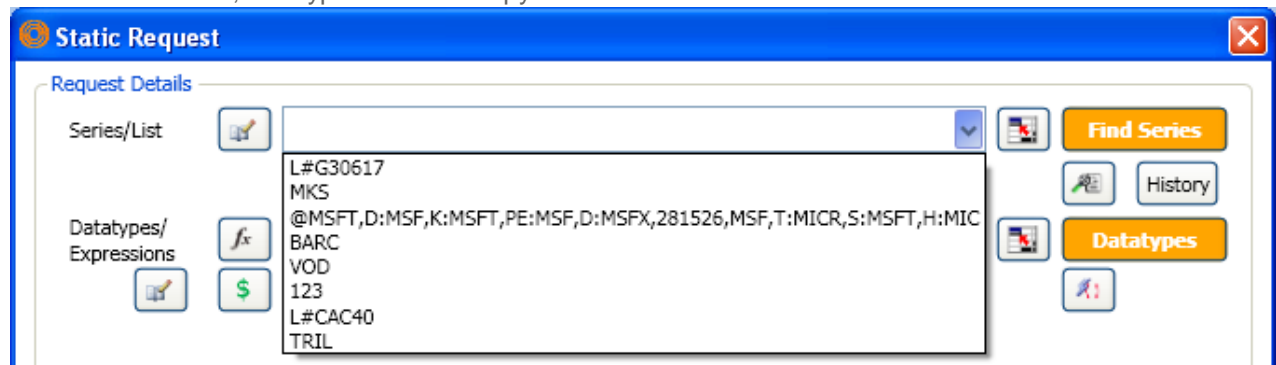 Static Request
Request Details
Series/List
Find Series
L#G30617
MKS
History
@MSFT,D:MSF,K:MSFT,PE:MSF,D:MSFX,281526,MSF,T:MICR,S:MSFT,H:MIC
Datatypes/
Expressions
fx
BARC
Datatypes
VOD
$
123
L#CAC40
TRIL